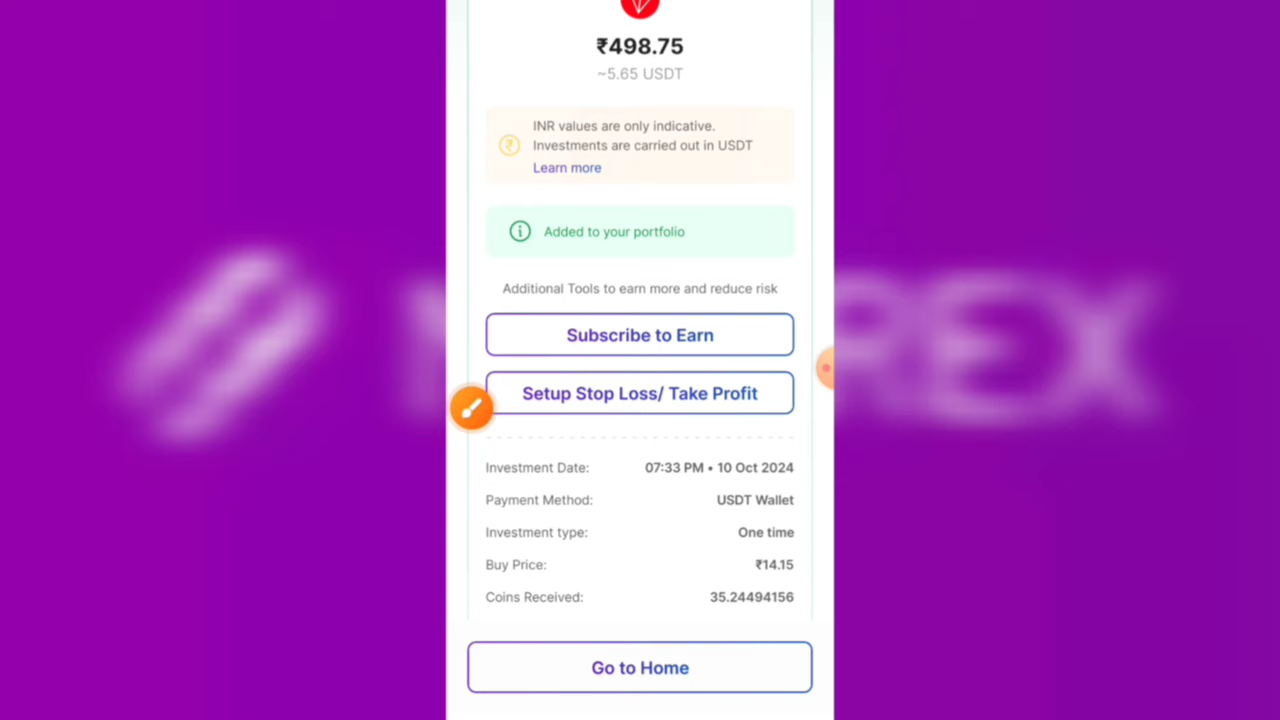 ₹498.75
~5.65 USDT
INR values are only indicative.
Investments are carried out in USDT
Learn more
Added to your portfolio
Additional Tools to earn more and reduce risk
Subscribe to Earn
Setup Stop Loss/ Take Profit
Investment Date: 07:33 PM • 10 Oct 2024
Payment Method: USDT Wallet
Investment type: One time
Buy Price: ₹14.15
Coins Received: 35.24494156
Go to Home
REX